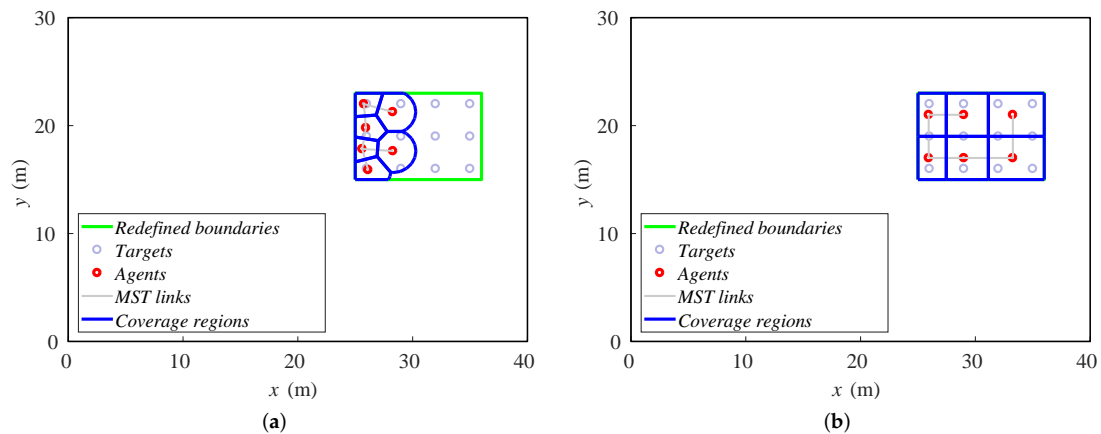 30
20
10
0
0
10
20
30
40
y (m)
x (m)
Redefined boundaries
Targets
Agents
MST links
Coverage regions
(a)
30
20
10
0
0
10
20
30
40
y (m)
x (m)
Redefined boundaries
Targets
Agents
MST links
Coverage regions
(b)